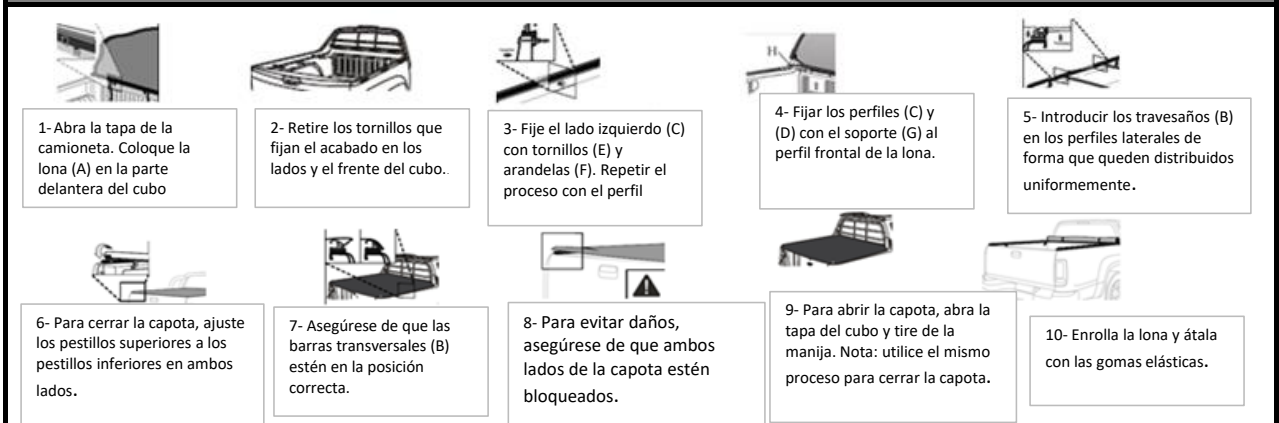 1- Abra la tapa de la
camioneta. Coloque la
lona (A) en la parte
delantera del cubo
2- Retire los tornillos que
fijan el acabado en los
lados y el frente del cubo..
3- Fije el lado izquierdo (C)
con tornillos (E) y
arandelas (F). Repetir el
proceso con el perfil
H
4- Fijar los perfiles (C) y
(D) con el soporte (G) al
perfil frontal de la lona.
5- Introducir los travesaños (B)
en los perfiles laterales de
forma que queden distribuidos
uniformemente.
6- Para cerrar la capota, ajuste
los pestillos superiores a los
pestillos inferiores en ambos
lados.
7- Asegúrese de que las
barras transversales (B)
estén en la posición
correcta.
8- Para evitar daños,
asegúrese de que ambos
lados de la capota estén
bloqueados.
9- Para abrir la capota, abra la
tapa del cubo y tire de la
manija. Nota: utilice el mismo
proceso para cerrar la capota.
10- Enrolla la lona y átala
con las gomas elásticas.